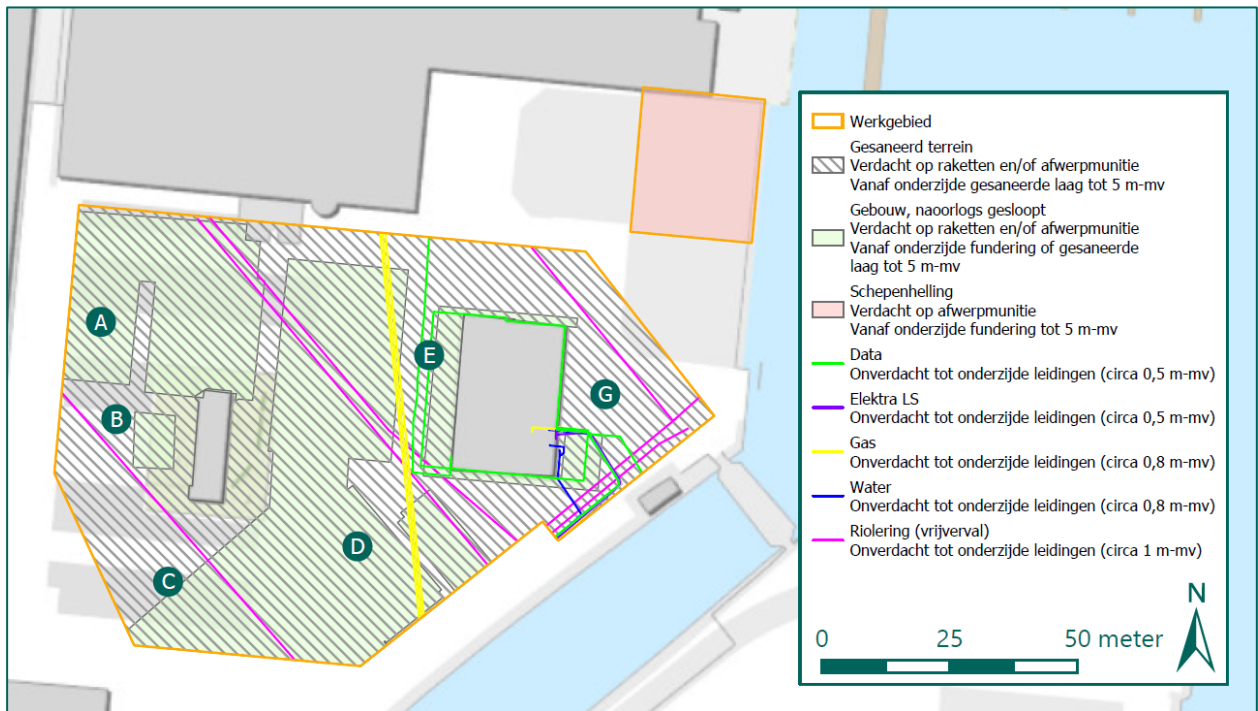 Werkgebied
Gesaneerd terrein
Verdacht op raketten en/of afwerpmunitie
Vanaf onderzijde gesaneerde laag tot 5 m-mv
Gebouw, naoorlogs gesloopt
Verdacht op raketten en/of afwerpmunitie
Vanaf onderzijde fundering of gesaneerde
laag tot 5 m-mv
Schepenhelling
Verdacht op afwerpmunitie
Vanaf onderzijde fundering tot 5 m-mv
Data
Onverdacht tot onderzijde leidingen (circa 0,5 m-mv)
Elektra LS
Onverdacht tot onderzijde leidingen (circa 0,5 m-mv)
Gas
Onverdacht tot onderzijde leidingen (circa 0,8 m-mv)
Water
Onverdacht tot onderzijde leidingen (circa 0,8 m-mv)
Riolering (vrijverval)
Onverdacht tot onderzijde leidingen (circa 1 m-mv)
N
0 25 50 meter
A
B
C
D
E
G